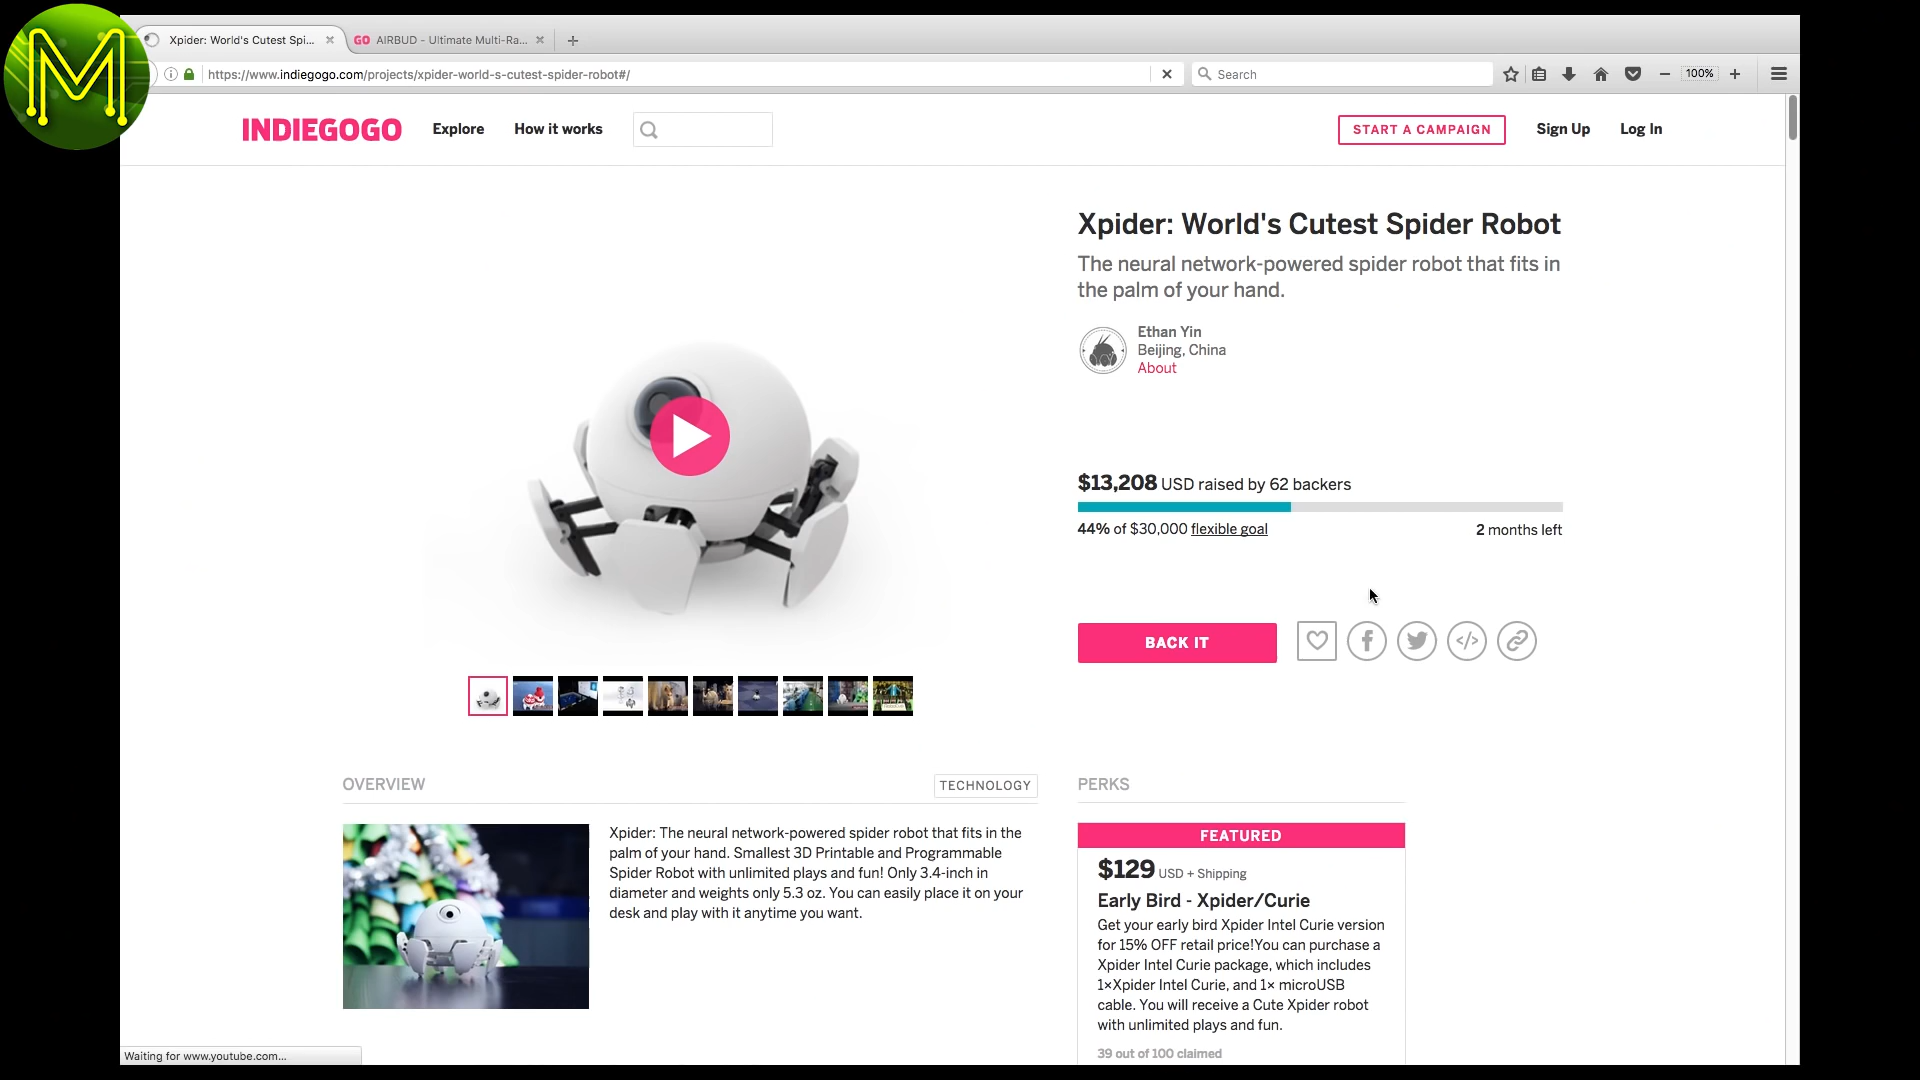 M
Xpider: World's Cutest Spi...
GO AIRBUD - Ultimate Multi-Ra...
https://www.indiegogo.com/projects/xpider-world-s-cutest-spider-robot#/
Search
100%
INDIEGOGO
Explore
How it works
START A CAMPAIGN
Sign Up
Log In
Xpider: World's Cutest Spider Robot
The neural network-powered spider robot that fits in
the palm of your hand.
Ethan Yin
Beijing, China
About
$13,208 USD raised by 62 backers
44% of $30,000 flexible goal
2 months left
BACK IT
OVERVIEW
TECHNOLOGY
Xpider: The neural network-powered spider robot that fits in the
palm of your hand. Smallest 3D Printable and Programmable
Spider Robot with unlimited plays and fun! Only 3.4-inch in
diameter and weights only 5.3 oz. You can easily place it on your
desk and play with it anytime you want.
PERKS
FEATURED
$129 USD + Shipping
Early Bird - Xpider/Curie
Get your early bird Xpider Intel Curie version
for 15% OFF retail price!You can purchase a
Xpider Intel Curie package, which includes
1×Xpider Intel Curie, and 1× microUSB
cable. You will receive a Cute Xpider robot
with unlimited plays and fun.
39 out of 100 claimed
Waiting for www.youtube.com...